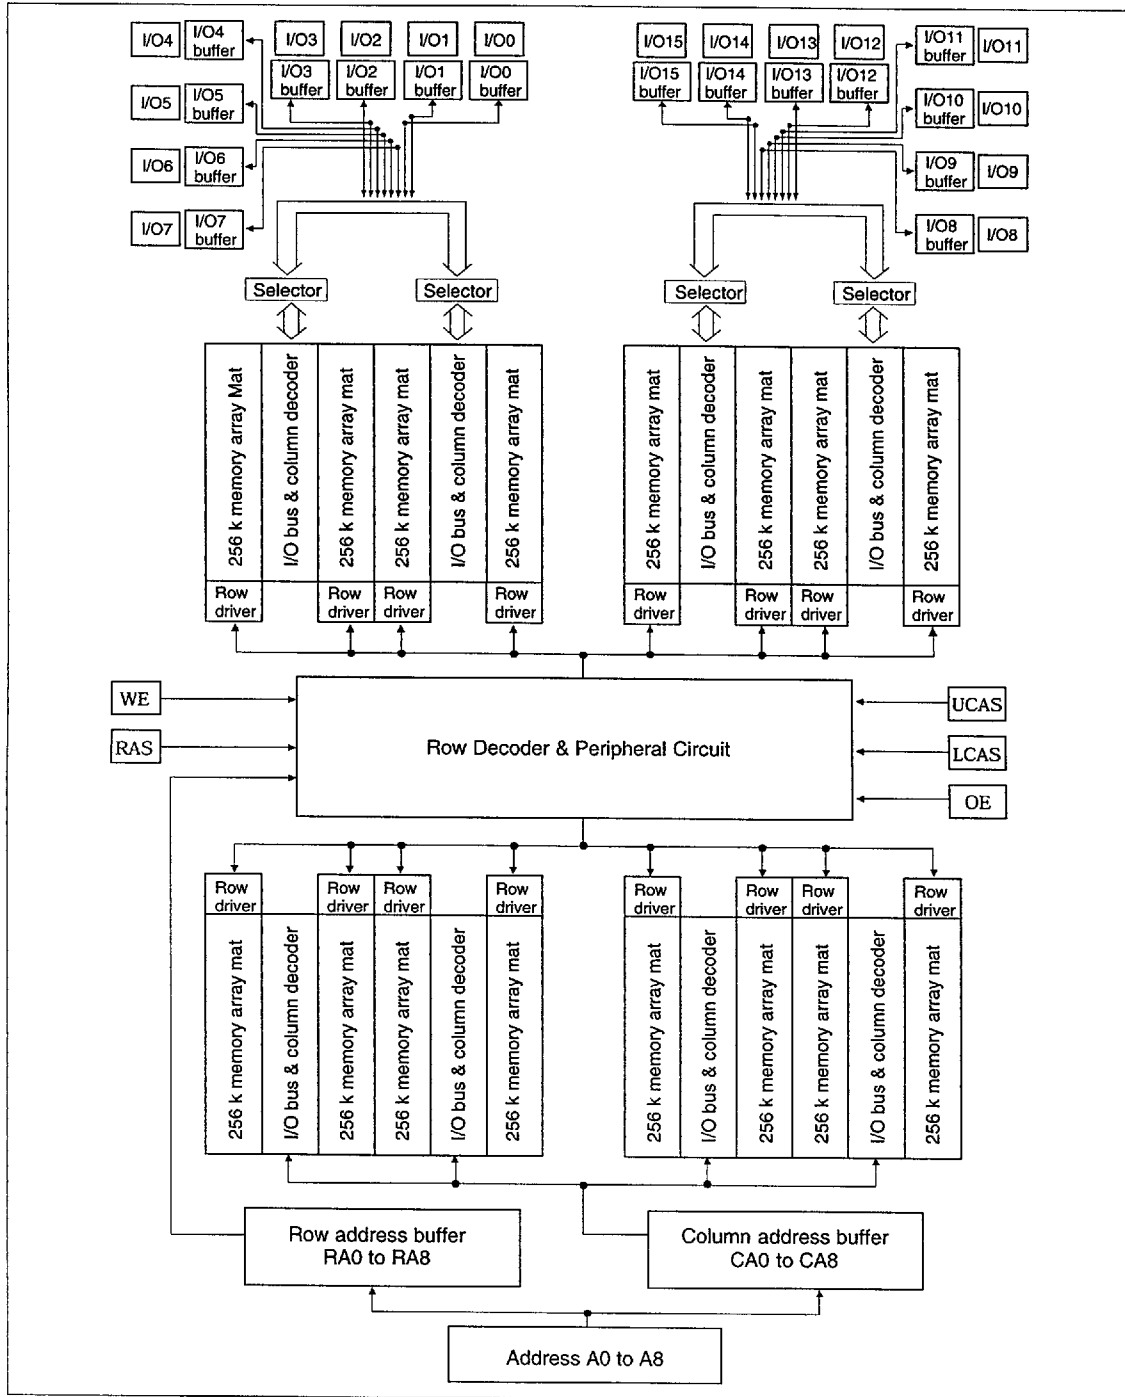 I/O4
I/O4
buffer
I/O3
I/O2
I/O1
I/O0
I/O3
buffer
I/O2
buffer
I/O1
buffer
I/O0
buffer
I/O5
I/O5
buffer
I/O6
I/O6
buffer
I/O7
I/O7
buffer
I/O15
I/O14
I/O13
I/O12
I/O15
buffer
I/O14
buffer
I/O13
buffer
I/O12
buffer
I/O11
buffer
I/O11
I/O10
buffer
I/O10
I/O9
buffer
I/O9
I/O8
buffer
I/O8
Selector
Selector
Selector
Selector
256 k memory array Mat
I/O bus & column decoder
256 k memory array mat
256 k memory array mat
I/O bus & column decoder
256 k memory array mat
256 k memory array mat
I/O bus & column decoder
256 k memory array mat
256 k memory array mat
I/O bus & column decoder
256 k memory array mat
Row
driver
Row
driver
Row
driver
Row
driver
Row
driver
Row
driver
Row
driver
Row
driver
WE
RAS
Row Decoder & Peripheral Circuit
UCAS
LCAS
OE
Row
driver
Row
driver
Row
driver
Row
driver
Row
driver
Row
driver
Row
driver
Row
driver
256 k memory array mat
I/O bus & column decoder
256 k memory array mat
256 k memory array mat
I/O bus & column decoder
256 k memory array mat
256 k memory array mat
I/O bus & column decoder
256 k memory array mat
256 k memory array mat
I/O bus & column decoder
256 k memory array mat
Row address buffer
RA0 to RA8
Column address buffer
CA0 to CA8
Address A0 to A8